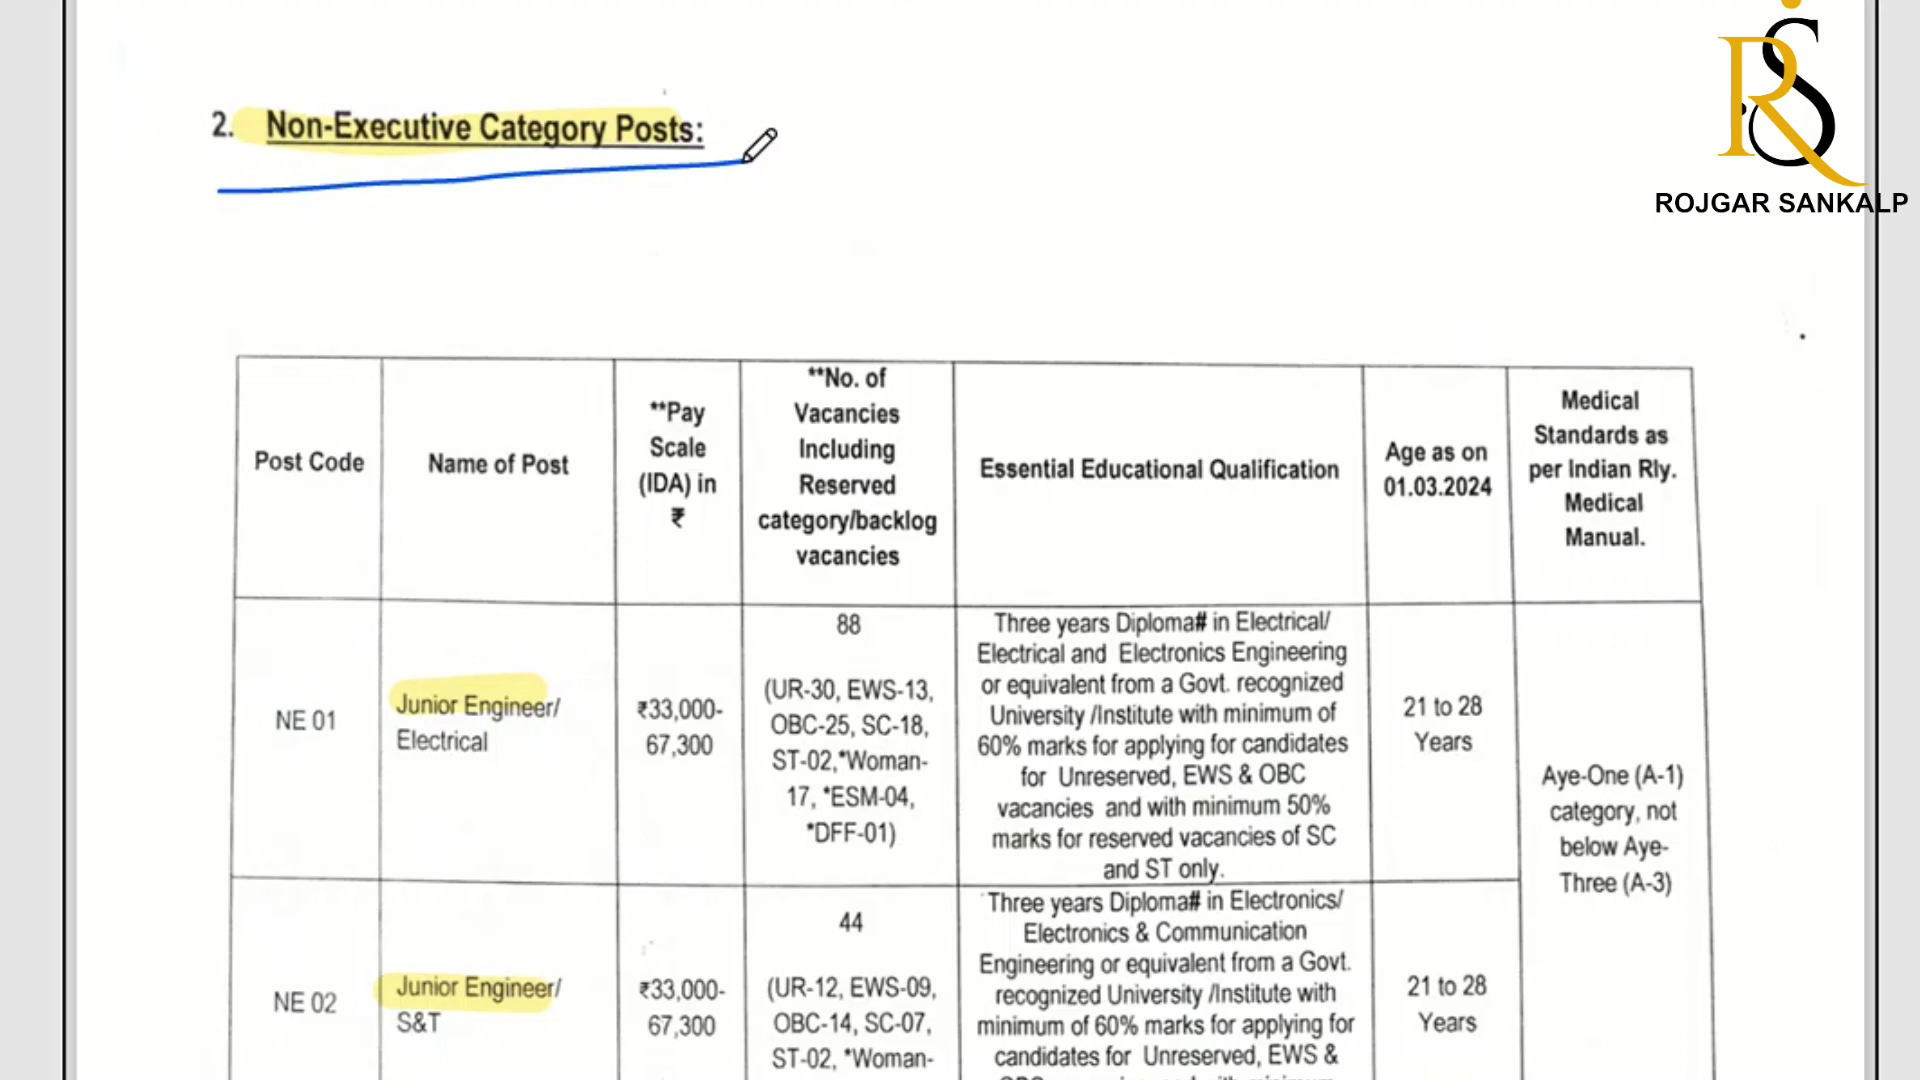 RS
ROJGAR SANKALP
2. Non-Executive Category Posts:
Post Code
Name of Post
**Pay
Scale
(IDA) in
₹
**No. of
Vacancies
Including
Reserved
category/backlog
vacancies
Essential Educational Qualification
Age as on
01.03.2024
Medical
Standards as
per Indian Rly.
Medical
Manual.
NE 01
Junior Engineer/
Electrical
₹33,000-
67,300
88
(UR-30, EWS-13,
OBC-25, SC-18,
ST-02,*Woman-
17, *ESM-04,
*DFF-01)
Three years Diploma# in Electrical/
Electrical and Electronics Engineering
or equivalent from a Govt. recognized
University /Institute with minimum of
60% marks for applying for candidates
for Unreserved, EWS & OBC
vacancies and with minimum 50%
marks for reserved vacancies of SC
and ST only.
21 to 28
Years
Aye-One (A-1)
category, not
below Aye-
Three (A-3)
NE 02
Junior Engineer/
S&T
₹33,000-
67,300
44
(UR-12, EWS-09,
OBC-14, SC-07,
ST-02, *Woman-
Three years Diploma# in Electronics/
Electronics & Communication
Engineering or equivalent from a Govt.
recognized University /Institute with
minimum of 60% marks for applying for
candidates for Unreserved, EWS &
21 to 28
Years